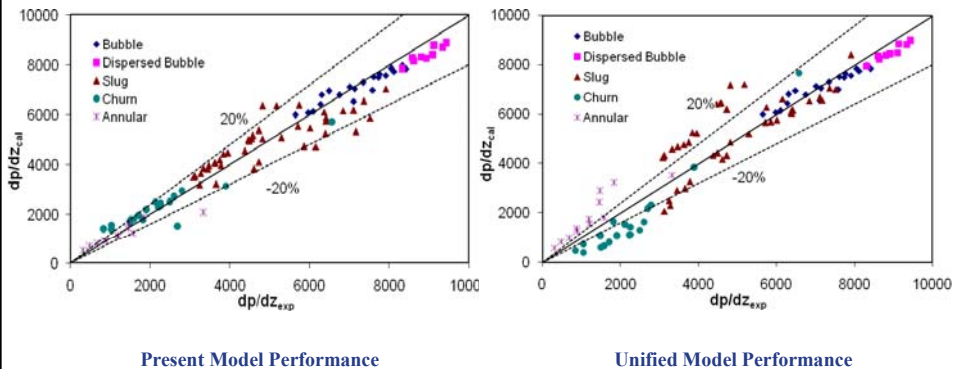 10000
8000
6000
4000
2000
0
dp/dz_cal
Bubble
Dispersed Bubble
Slug
Churn
Annular
20%
-20%
0 2000 4000 6000 8000 1000
dp/dz_exp
Present Model Performance
10000
8000
6000
4000
2000
0
dp/dz_cal
Bubble
Dispersed Bubble
Slug
Churn
Annular
20%
-20%
0 2000 4000 6000 8000 10000
dp/dz_exp
Unified Model Performance